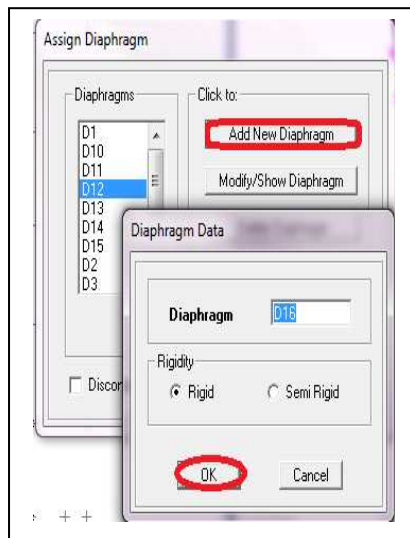 Assign Diaphragm
Diaphragms
Click to:
D1
D10
D11
D12
D13
D14
D15
D2
D3
Add New Diaphragm
Modify/Show Diaphragm
Discon
Diaphragm Data
Diaphragm D16
Rigidity
Rigid Semi Rigid
OK Cancel